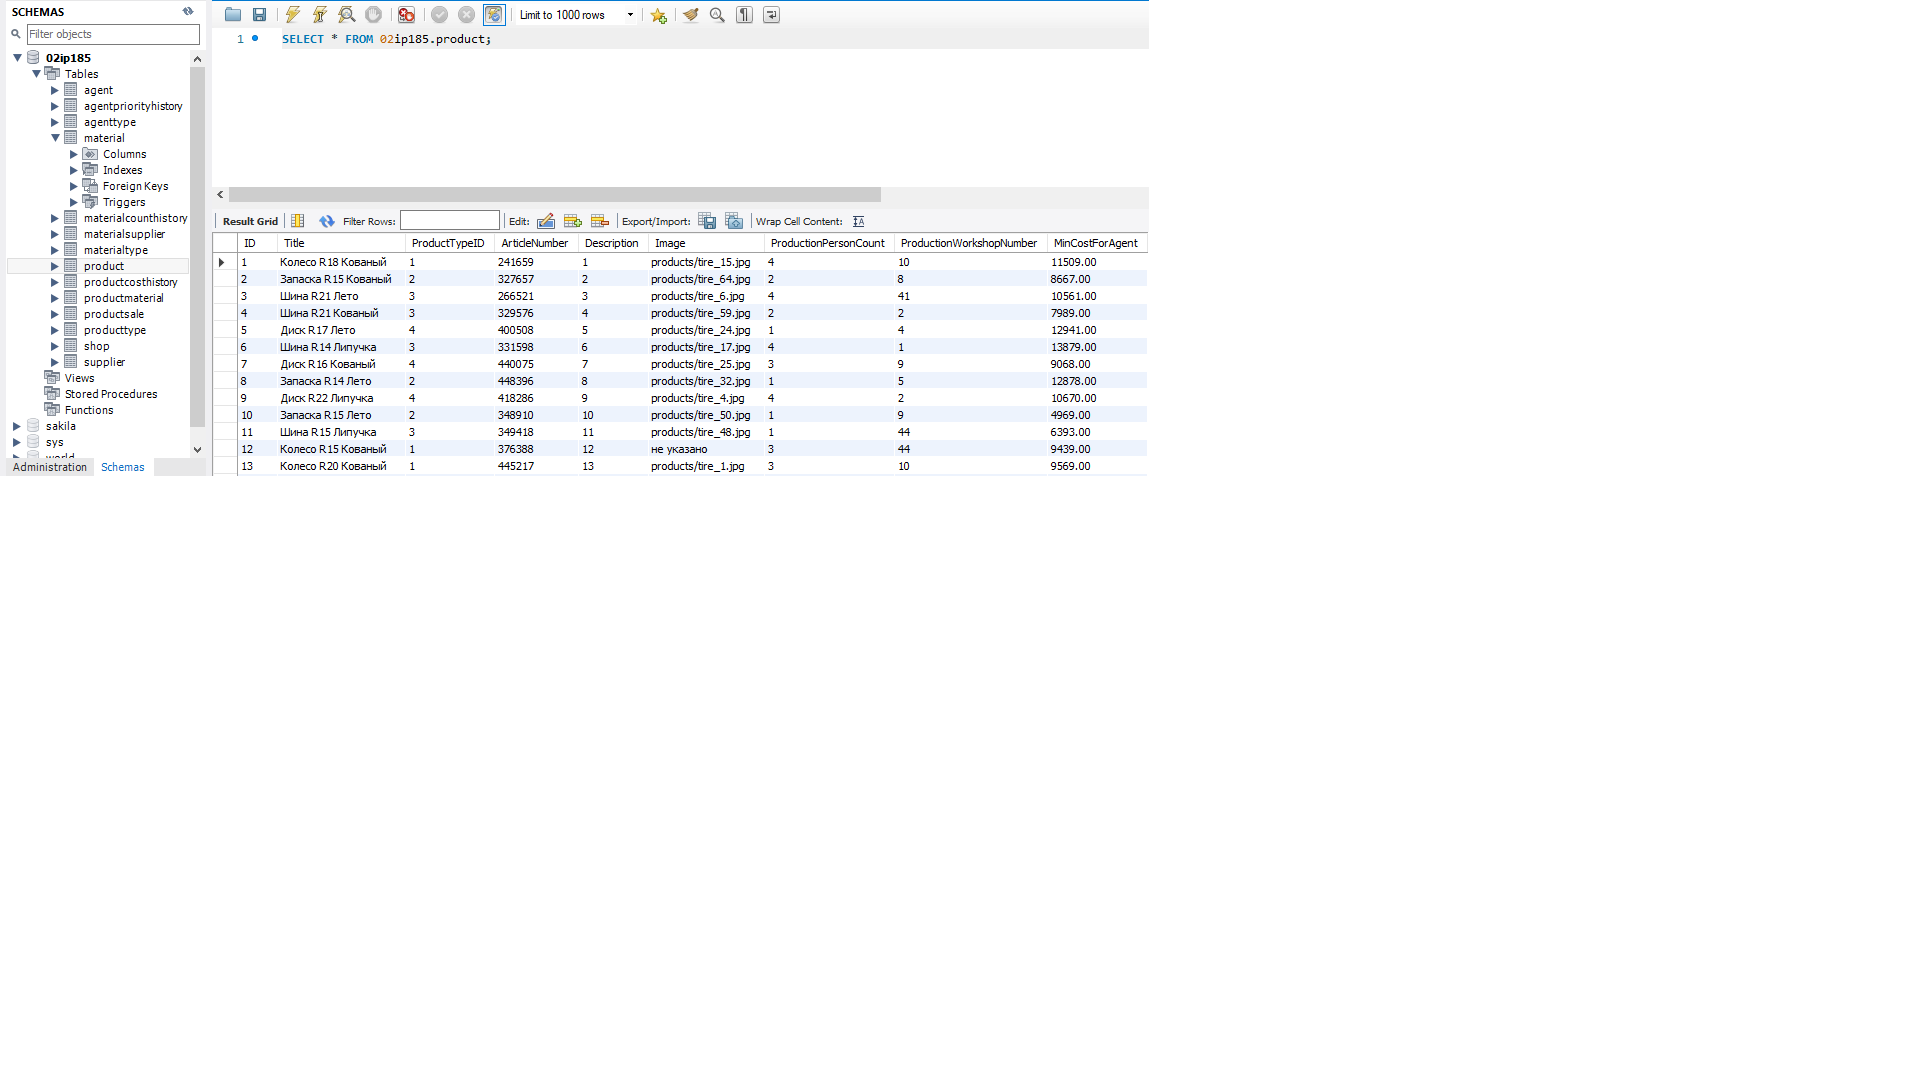 SCHEMAS
Filter objects
02ip185
Tables
agent
agentpriorityhistory
agenttype
material
Columns
Indexes
Foreign Keys
Triggers
materialcounthistory
materialsupplier
materialtype
product
productcosthistory
productmaterial
productsale
producttype
shop
supplier
Views
Stored Procedures
Functions
sakila
sys
world
Administration Schemas
Limit to 1000 rows
1 SELECT * FROM 02ip185.product;
Result Grid Filter Rows: Edit: Export/Import: Wrap Cell Content:
ID Title ProductTypeID ArticleNumber Description Image ProductionPersonCount ProductionWorkshopNumber MinCostForAgent
1 Колесо R18 Кованый 1 241659 1 products/tire_15.jpg 4 10 11509.00
2 Запаска R15 Кованый 2 327657 2 products/tire_64.jpg 2 8 8667.00
3 Шина R21 Лето 3 266521 3 products/tire_6.jpg 4 41 10561.00
4 Шина R21 Кованый 3 329576 4 products/tire_59.jpg 2 2 7989.00
5 Диск R17 Лето 4 400508 5 products/tire_24.jpg 1 4 12941.00
6 Шина R14 Липучка 3 331598 6 products/tire_17.jpg 4 1 13879.00
7 Диск R16 Кованый 4 440075 7 products/tire_25.jpg 3 9 9068.00
8 Запаска R14 Лето 2 448396 8 products/tire_32.jpg 1 5 12878.00
9 Диск R22 Липучка 4 418286 9 products/tire_4.jpg 4 2 10670.00
10 Запаска R15 Лето 2 348910 10 products/tire_50.jpg 1 9 4969.00
11 Шина R15 Липучка 3 349418 11 products/tire_48.jpg 1 44 6393.00
12 Колесо R15 Кованый 1 376388 12 не указано 3 44 9439.00
13 Колесо R20 Кованый 1 445217 13 products/tire_1.jpg 3 10 9569.00